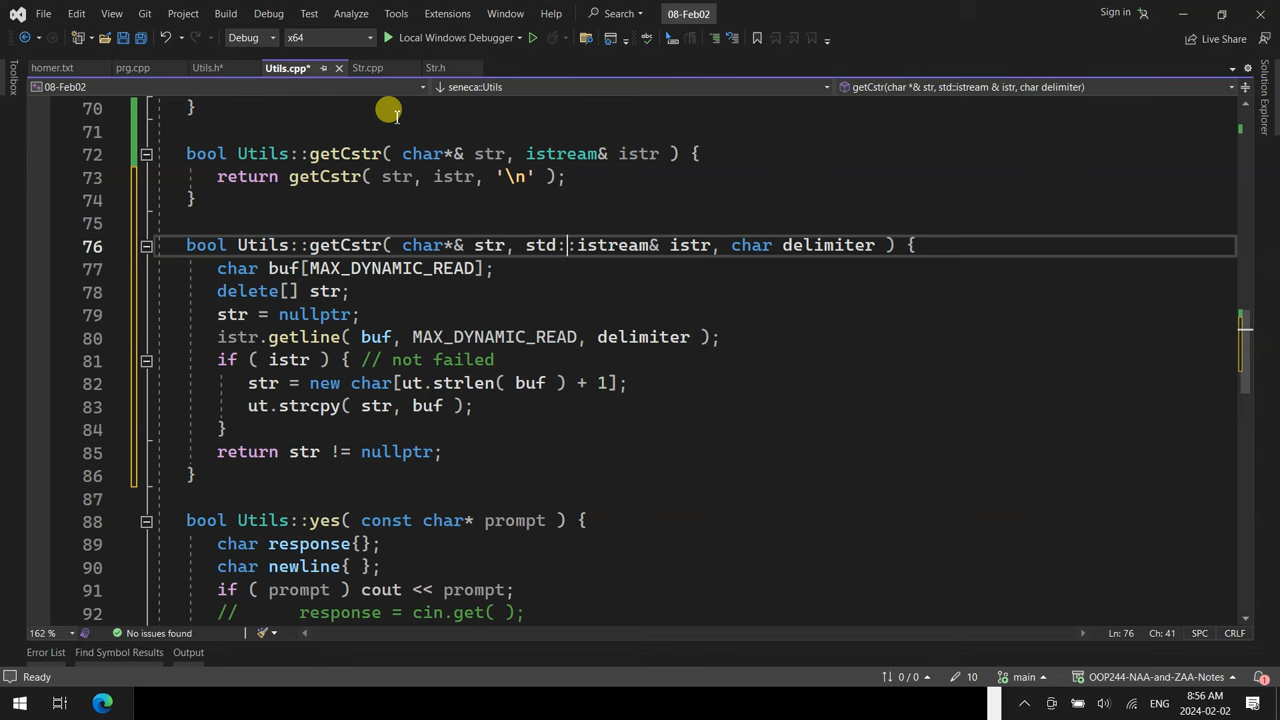 File Edit View Git Project Build Debug Test Analyze Tools Extensions Window Help Search 08-Feb02 Sign in
Debug x64 Local Windows Debugger Live Share
homer.txt prg.cpp Utils.h* Utils.cpp* Str.cpp Str.h
08-Feb02 seneca::Utils getCstr(char *& str, std::istream & istr, char delimiter)
Toolbox
Solution Explorer
70 }
71
72 bool Utils::getCstr( char*& str, istream& istr ) {
73 return getCstr( str, istr, '\n' );
74 }
75
76 bool Utils::getCstr( char*& str, std::istream& istr, char delimiter ) {
77 char buf[MAX_DYNAMIC_READ];
78 delete[] str;
79 str = nullptr;
80 istr.getline( buf, MAX_DYNAMIC_READ, delimiter );
81 if ( istr ) { // not failed
82 str = new char[ut.strlen( buf ) + 1];
83 ut.strcpy( str, buf );
84 }
85 return str != nullptr;
86 }
87
88 bool Utils::yes( const char* prompt ) {
89 char response{};
90 char newline{ };
91 if ( prompt ) cout << prompt;
92 // response = cin.get( );
162 % No issues found Ln: 76 Ch: 41 SPC CRLF
Error List Find Symbol Results Output
Ready 0 / 0 10 main OOP244-NAA-and-ZAA-Notes 1
ENG 8:56 AM
2024-02-02